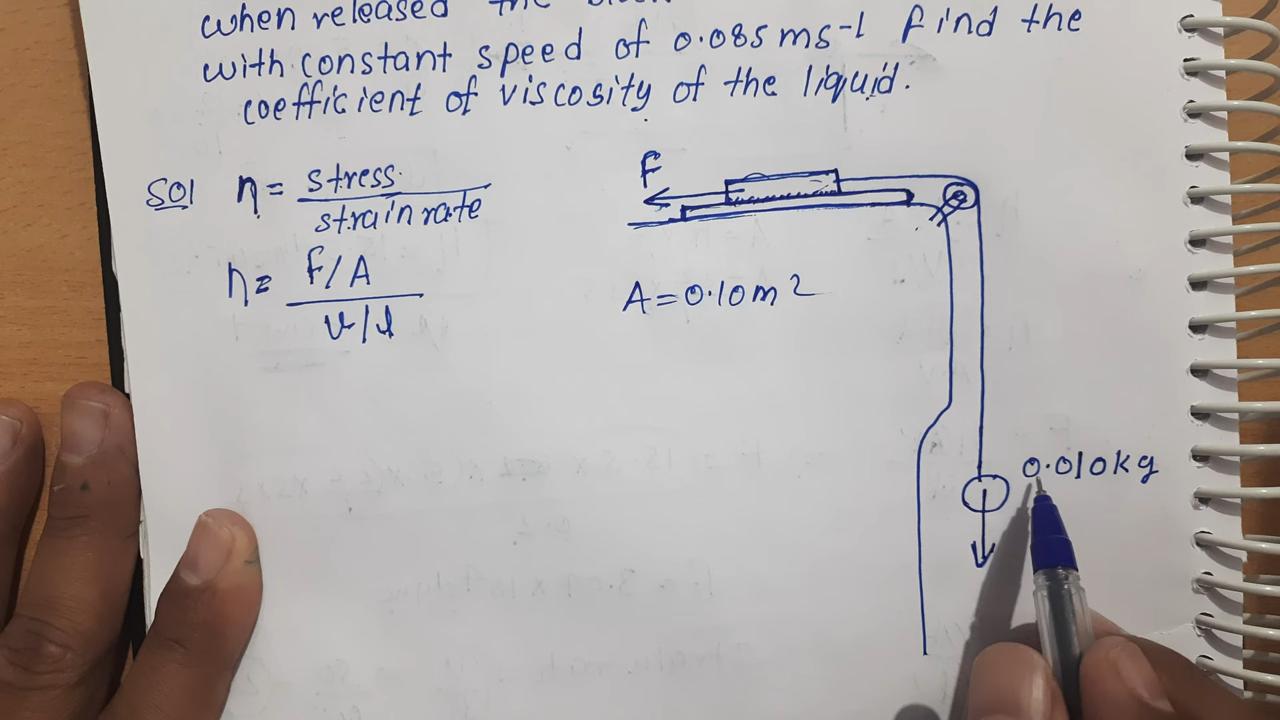 when released the
with constant speed of 0.085 ms-1 find the
coefficient of viscosity of the liquid.
Sol η = stress / strain rate
F
η = F/A / v/l
A = 0.10 m2
0.010 kg